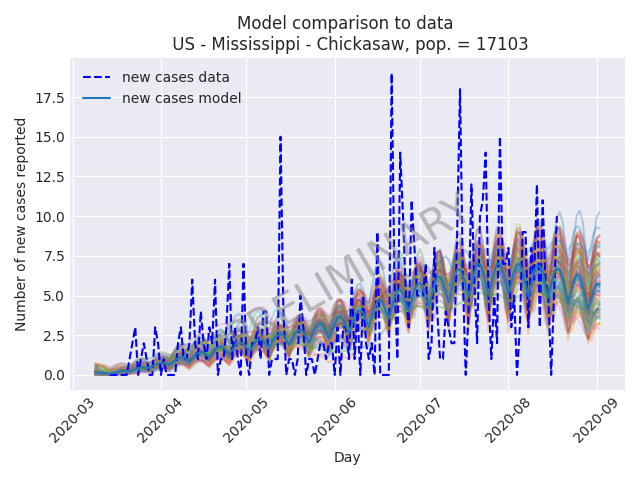 Model comparison to data
US - Mississippi - Chickasaw, pop. = 17103
new cases data
new cases model
Number of new cases reported
17.5
15.0
12.5
10.0
7.5
5.0
2.5
0.0
PRELIMINARY
2020-03
2020-04
2020-05
2020-06
2020-07
2020-08
2020-09
Day